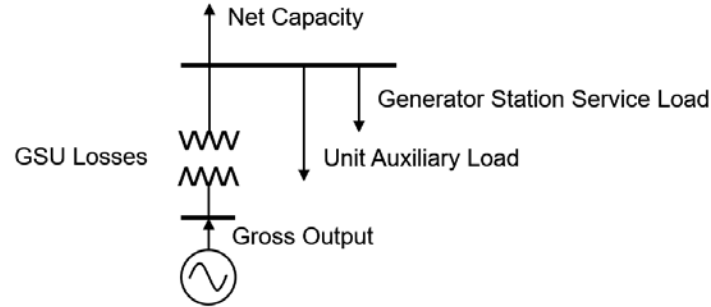 Net Capacity
Generator Station Service Load
GSU Losses
Unit Auxiliary Load
Gross Output